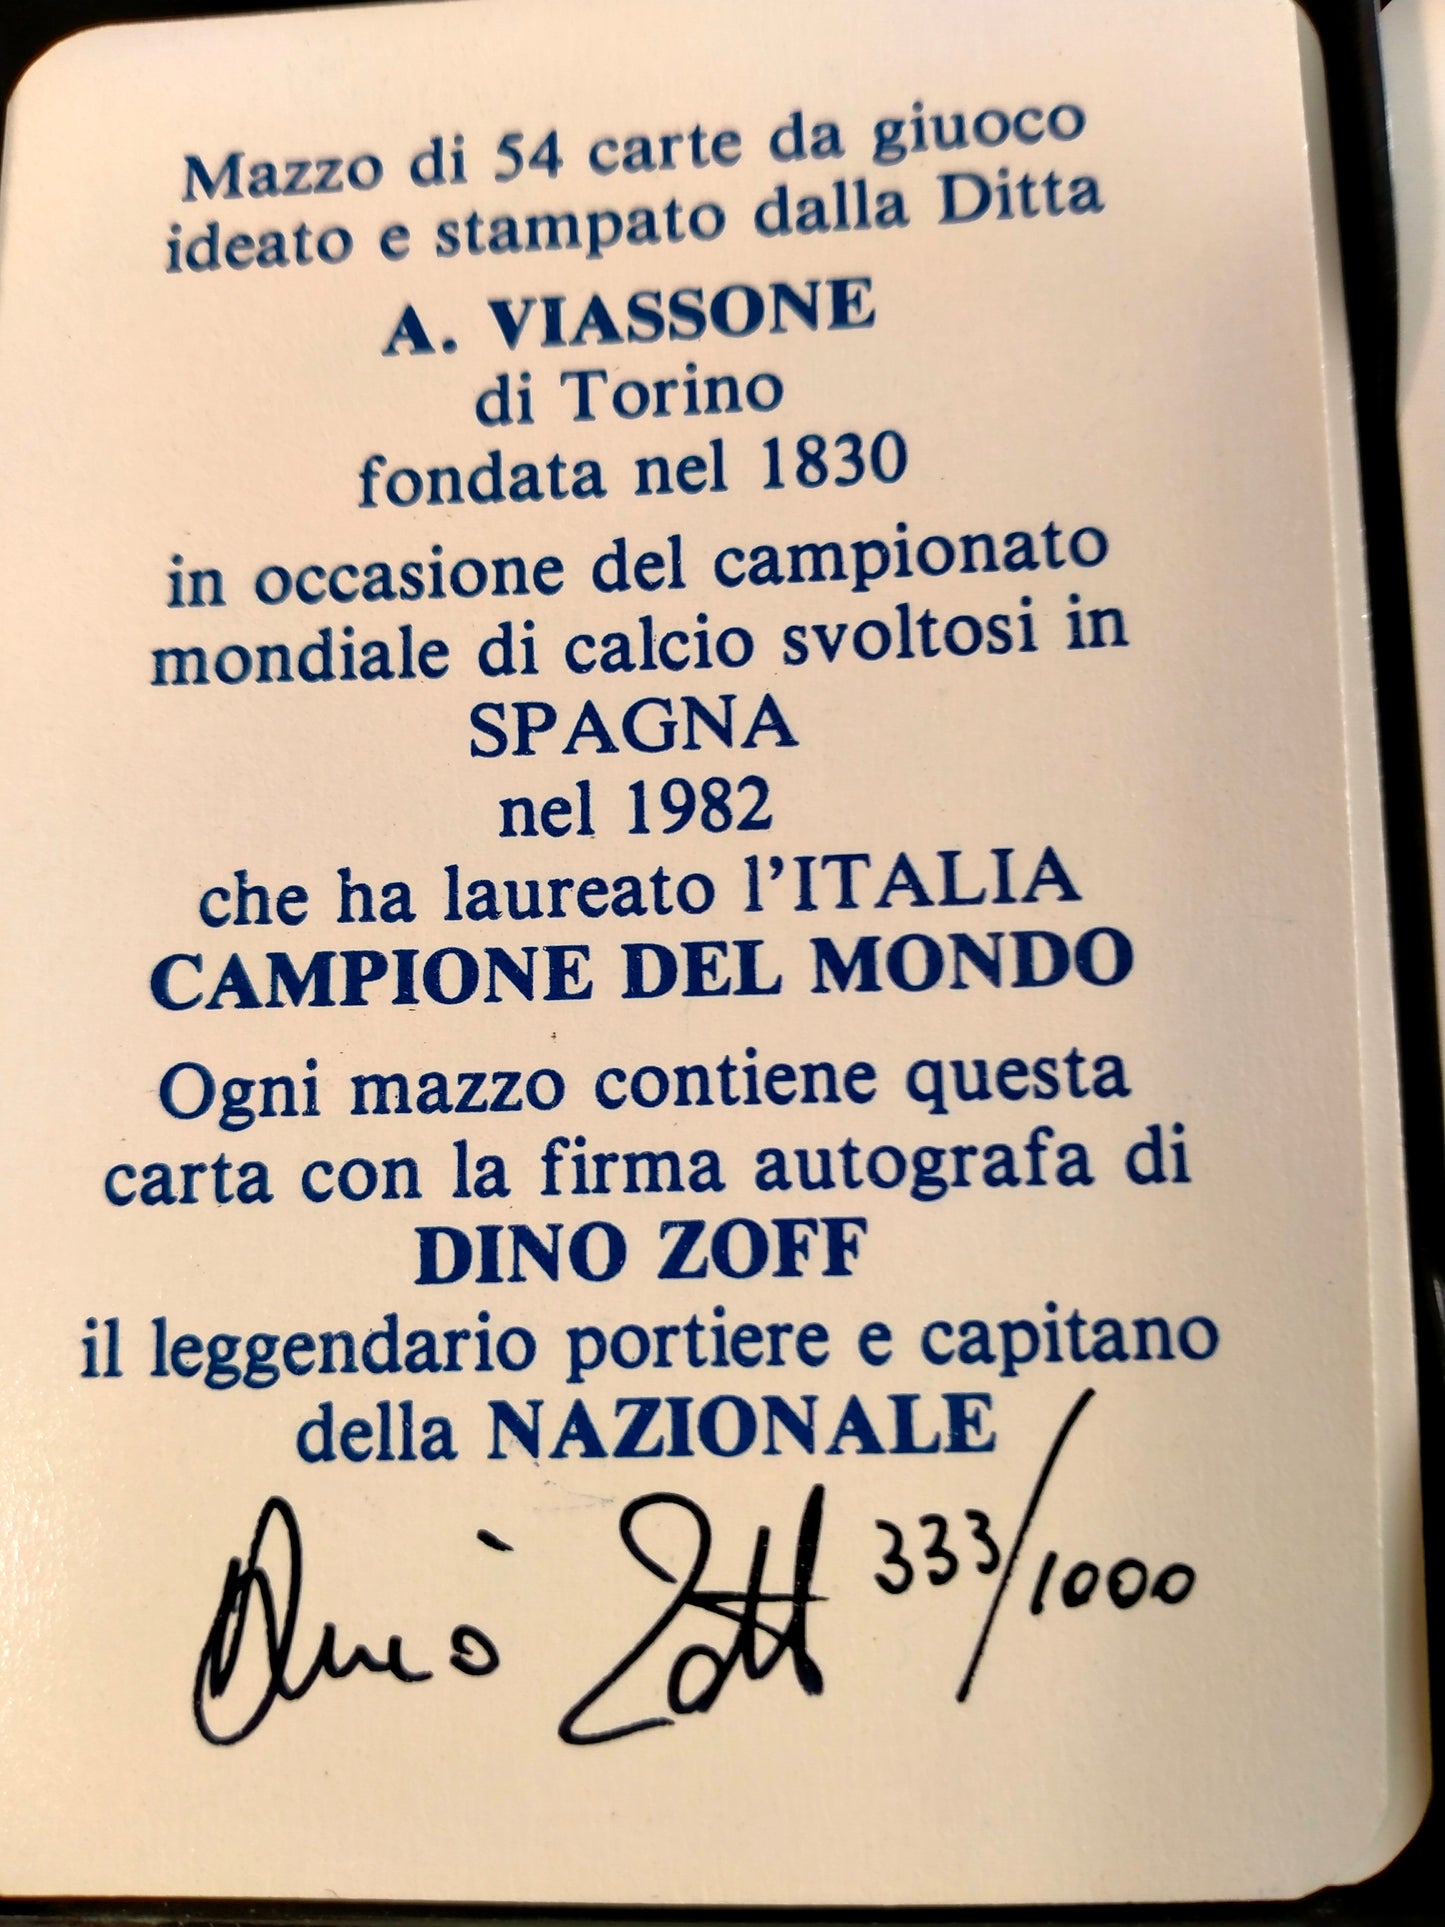 Mazzo di 54 carte da giuoco
ideato e stampato dalla Ditta
A. VIASSONE
di Torino
fondata nel 1830
in occasione del campionato
mondiale di calcio svoltosi in
SPAGNA
nel 1982
che ha laureato l'ITALIA
CAMPIONE DEL MONDO
Ogni mazzo contiene questa
carta con la firma autografa di
DINO ZOFF
il leggendario portiere e capitano
della NAZIONALE
Dino Zoff 333/1000